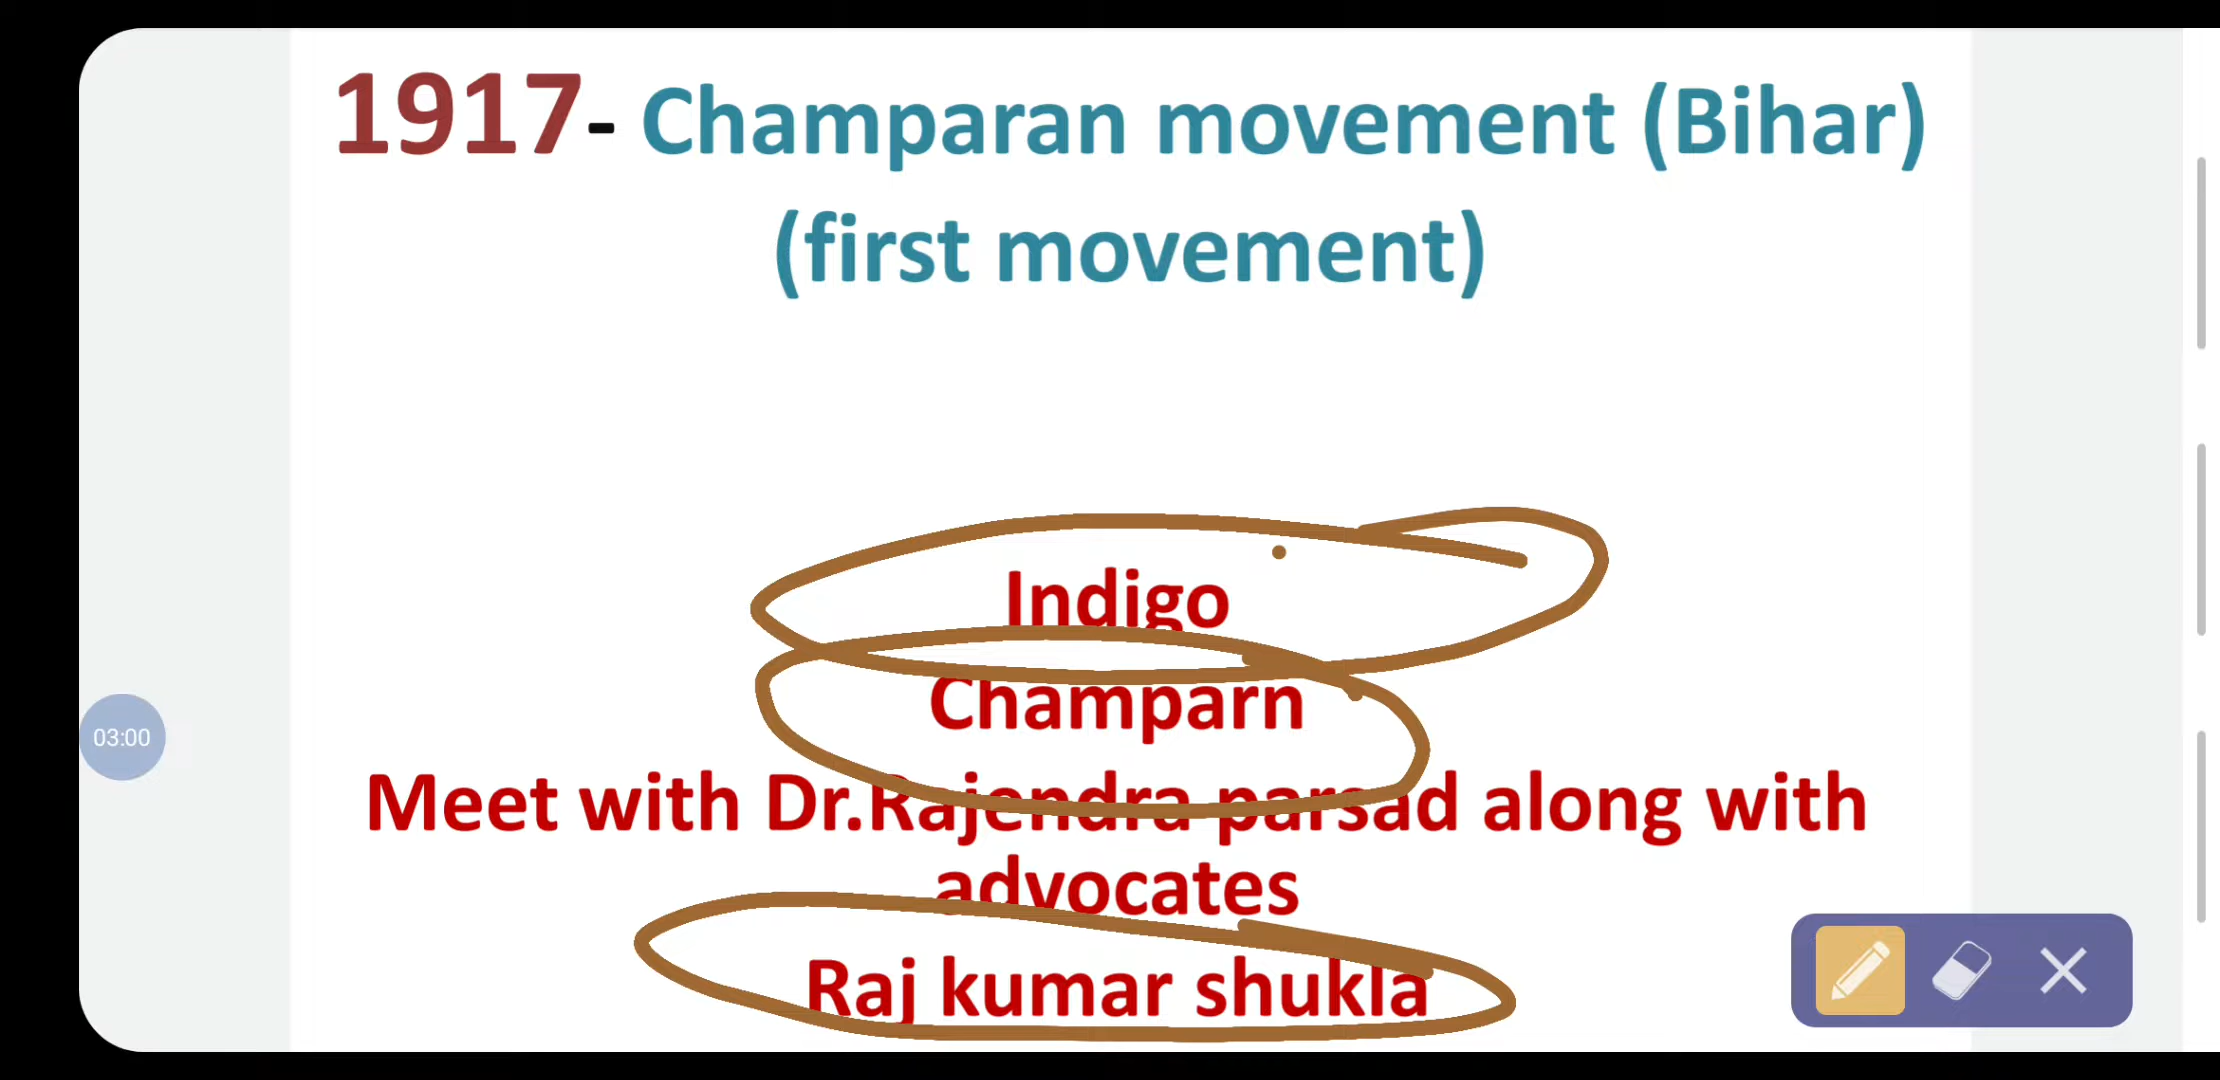 1917- Champaran movement (Bihar)
(first movement)
Indigo
Champarn
Meet with Dr.Rajendra parsad along with
advocates
Raj kumar shukla
03:00